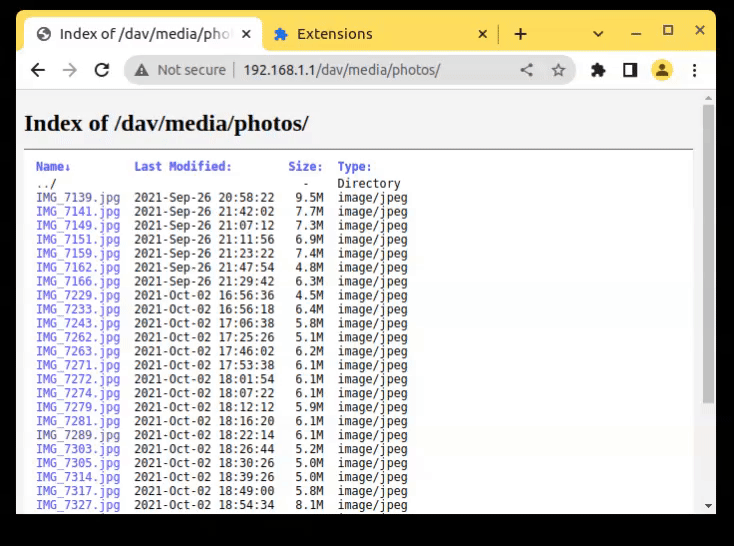 Index of /dav/media/pho
Extensions
Not secure 192.168.1.1/dav/media/photos/
Index of /dav/media/photos/
Name↓ Last Modified: Size: Type:
../ - Directory
IMG_7139.jpg 2021-Sep-26 20:58:22 9.5M image/jpeg
IMG_7141.jpg 2021-Sep-26 21:42:02 7.7M image/jpeg
IMG_7149.jpg 2021-Sep-26 21:07:12 7.3M image/jpeg
IMG_7151.jpg 2021-Sep-26 21:11:56 6.9M image/jpeg
IMG_7159.jpg 2021-Sep-26 21:23:22 7.4M image/jpeg
IMG_7162.jpg 2021-Sep-26 21:47:54 4.8M image/jpeg
IMG_7166.jpg 2021-Sep-26 21:29:42 6.3M image/jpeg
IMG_7229.jpg 2021-Oct-02 16:56:36 4.5M image/jpeg
IMG_7233.jpg 2021-Oct-02 16:56:18 6.4M image/jpeg
IMG_7243.jpg 2021-Oct-02 17:06:38 5.8M image/jpeg
IMG_7262.jpg 2021-Oct-02 17:25:26 5.1M image/jpeg
IMG_7263.jpg 2021-Oct-02 17:46:02 6.2M image/jpeg
IMG_7271.jpg 2021-Oct-02 17:53:38 6.1M image/jpeg
IMG_7272.jpg 2021-Oct-02 18:01:54 6.1M image/jpeg
IMG_7274.jpg 2021-Oct-02 18:07:22 6.1M image/jpeg
IMG_7279.jpg 2021-Oct-02 18:12:12 5.9M image/jpeg
IMG_7281.jpg 2021-Oct-02 18:16:20 6.1M image/jpeg
IMG_7289.jpg 2021-Oct-02 18:22:14 6.1M image/jpeg
IMG_7303.jpg 2021-Oct-02 18:26:44 5.2M image/jpeg
IMG_7305.jpg 2021-Oct-02 18:30:26 5.0M image/jpeg
IMG_7314.jpg 2021-Oct-02 18:39:26 5.0M image/jpeg
IMG_7317.jpg 2021-Oct-02 18:49:00 5.8M image/jpeg
IMG_7327.jpg 2021-Oct-02 18:54:34 8.1M image/jpeg